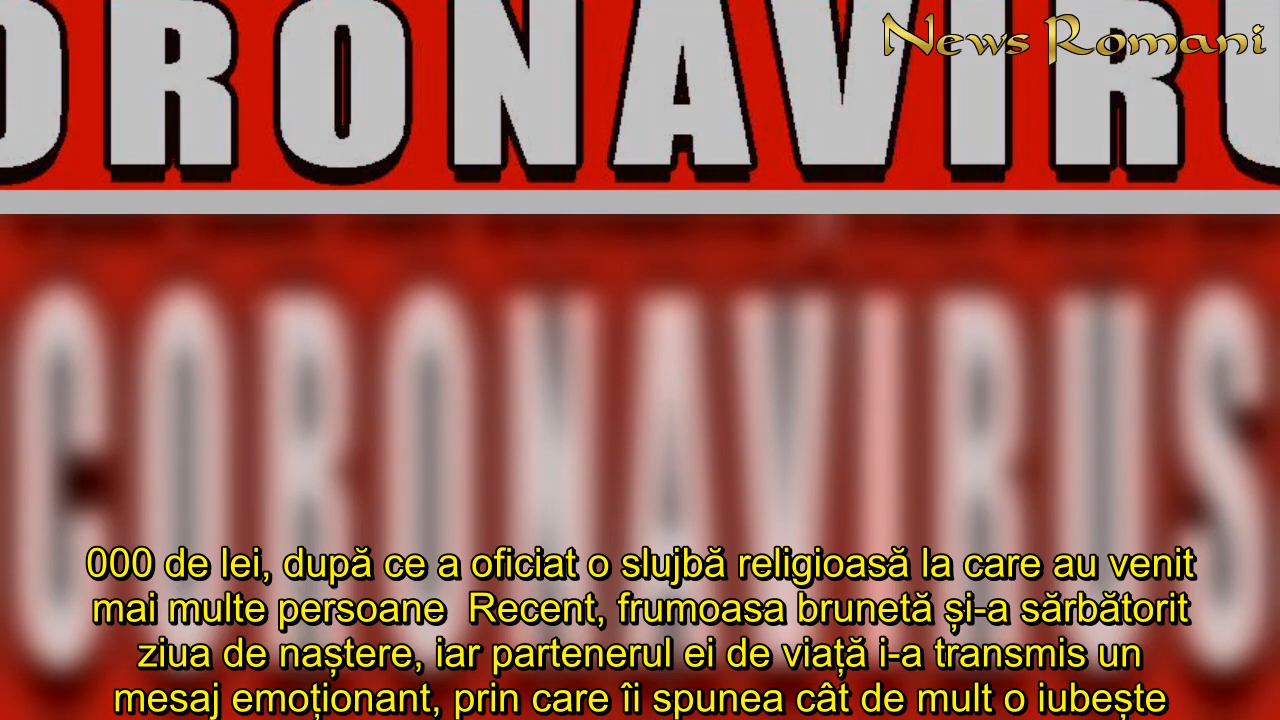 ORONAVIRU
News Romani
CORONAVIRUS
000 de lei, după ce a oficiat o slujbă religioasă la care au venit
mai multe persoane  Recent, frumoasa brunetă și-a sărbătorit
ziua de naștere, iar partenerul ei de viață i-a transmis un
mesaj emoționant, prin care îi spunea cât de mult o iubește